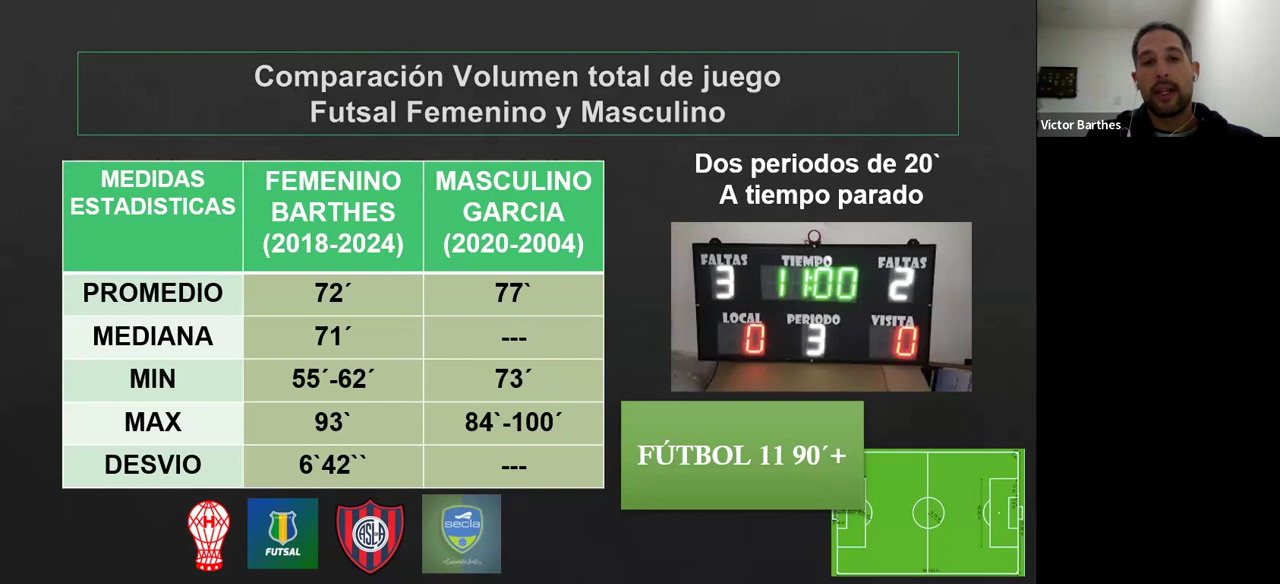 Comparación Volumen total de juego
Futsal Femenino y Masculino
MEDIDAS
ESTADISTICAS
FEMENINO
BARTHES
(2018-2024)
MASCULINO
GARCIA
(2020-2004)
PROMEDIO
72´
77`
MEDIANA
71´
---
MIN
55´-62´
73´
MAX
93`
84`-100´
DESVIO
6`42``
---
Dos periodos de 20`
A tiempo parado
FALTAS
TIEMPO
FALTAS
3
11:00
2
LOCAL
PERIODO
VISITA
0
3
0
FÚTBOL 11 90´+
H
FUTSAL
CASLA
secla
Victor Barthes